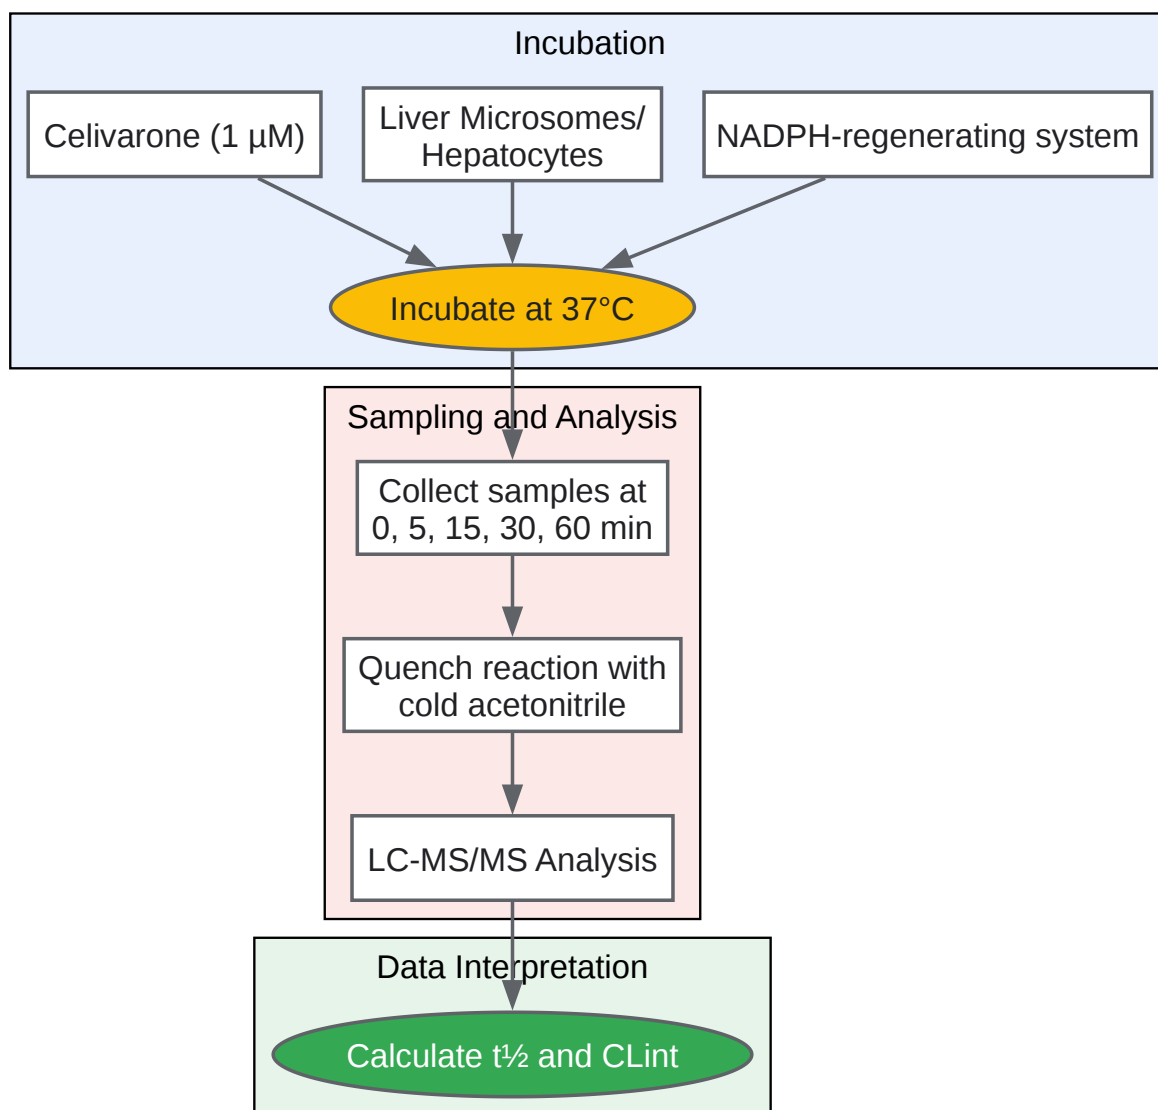 Incubation
Celivarone (1 µM)
Liver Microsomes/
Hepatocytes
NADPH-regenerating system
Incubate at 37°C
Sampling and Analysis
Collect samples at
0, 5, 15, 30, 60 min
Quench reaction with
cold acetonitrile
LC-MS/MS Analysis
Data Interpretation
Calculate t½ and CLint